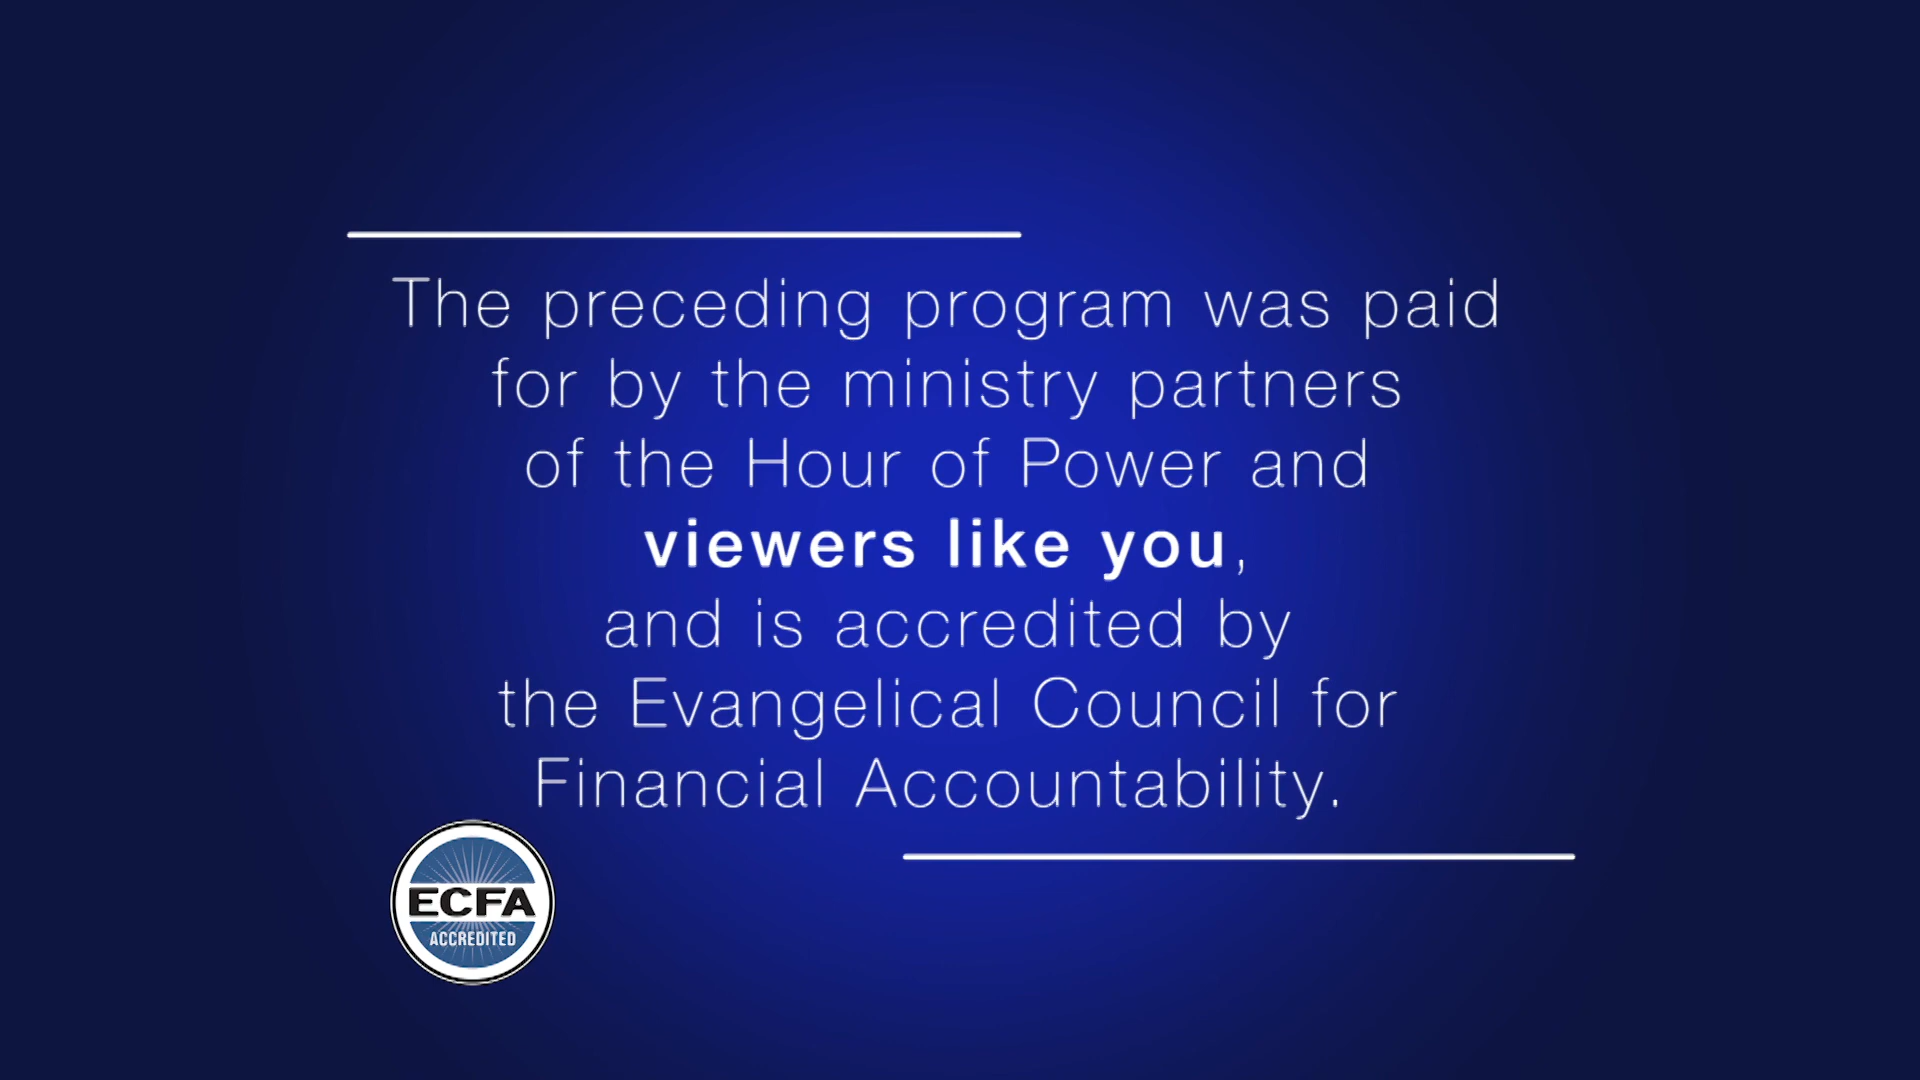 The preceding program was paid
for by the ministry partners
of the Hour of Power and
viewers like you,
and is accredited by
the Evangelical Council for
Financial Accountability.
ECFA
ACCREDITED